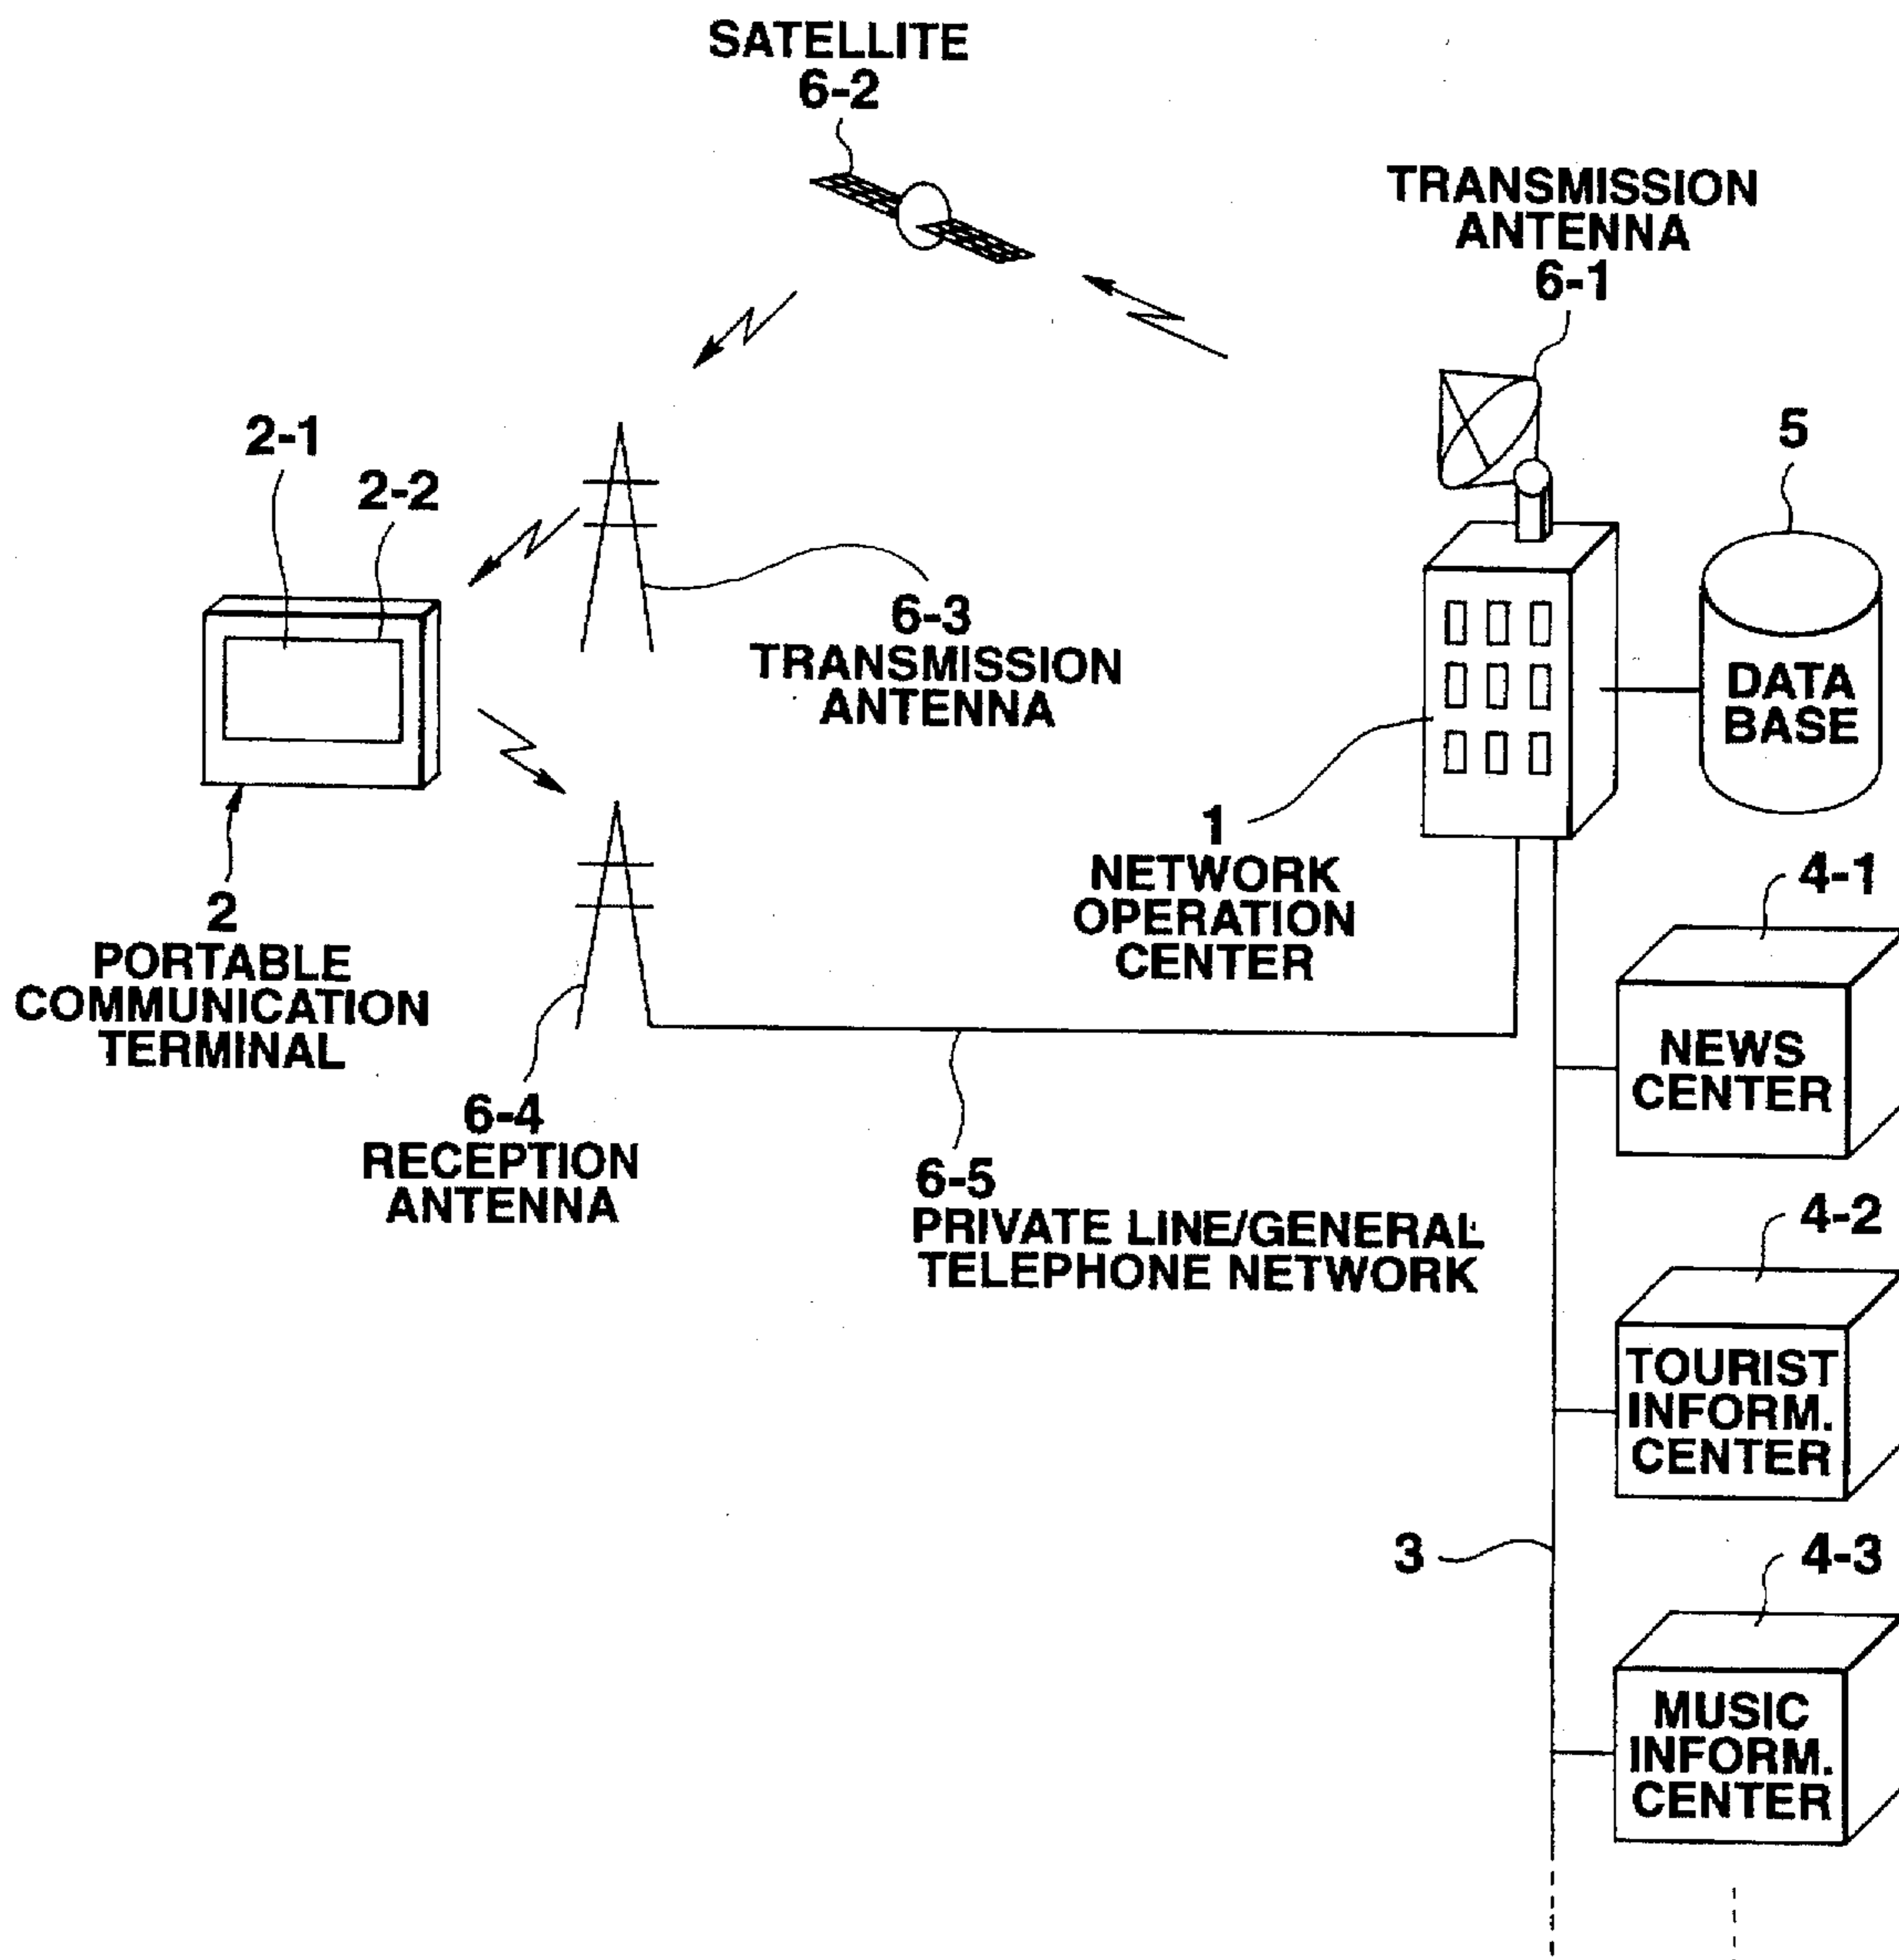 SATELLITE
6-2
TRANSMISSION
ANTENNA
6-1
2-1
2-2
5
6-3
TRANSMISSION
ANTENNA
DATA
BASE
1
NETWORK
OPERATION
CENTER
2
PORTABLE
COMMUNICATION
TERMINAL
4-1
NEWS
CENTER
6-4
RECEPTION
ANTENNA
6-5
PRIVATE LINE/GENERAL
TELEPHONE NETWORK
4-2
TOURIST
INFORM.
CENTER
3
4-3
MUSIC
INFORM.
CENTER